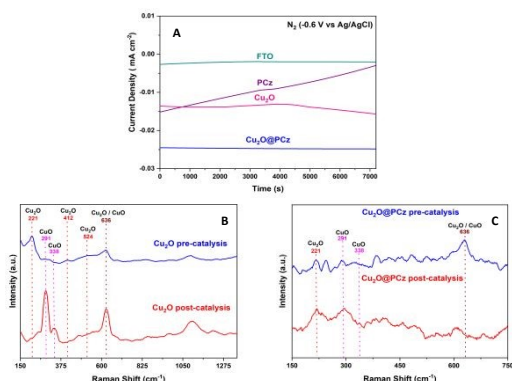 A
N₂ (-0.6 V vs Ag/AgCl)
0.01
0.00
-0.01
-0.02
-0.03
Current Density ( mA cm⁻²)
FTO
PCz
Cu₂O
Cu₂O@PCz
0 1000 2000 3000 4000 5000 6000 7000
Time (s)
B
Cu₂O
221
CuO
291
CuO
338
Cu₂O
412
Cu₂O
524
Cu₂O / CuO
635
Cu₂O pre-catalysis
Cu₂O post-catalysis
Intensity (a.u.)
150 375 600 825 1050 1275
Raman Shift (cm⁻¹)
C
Cu₂O
221
CuO
291
CuO
338
Cu₂O / CuO
636
Cu₂O@PCz pre-catalysis
Cu₂O@PCz post-catalysis
Intensity (a.u.)
150 300 450 600 750
Raman Shift (cm⁻¹)